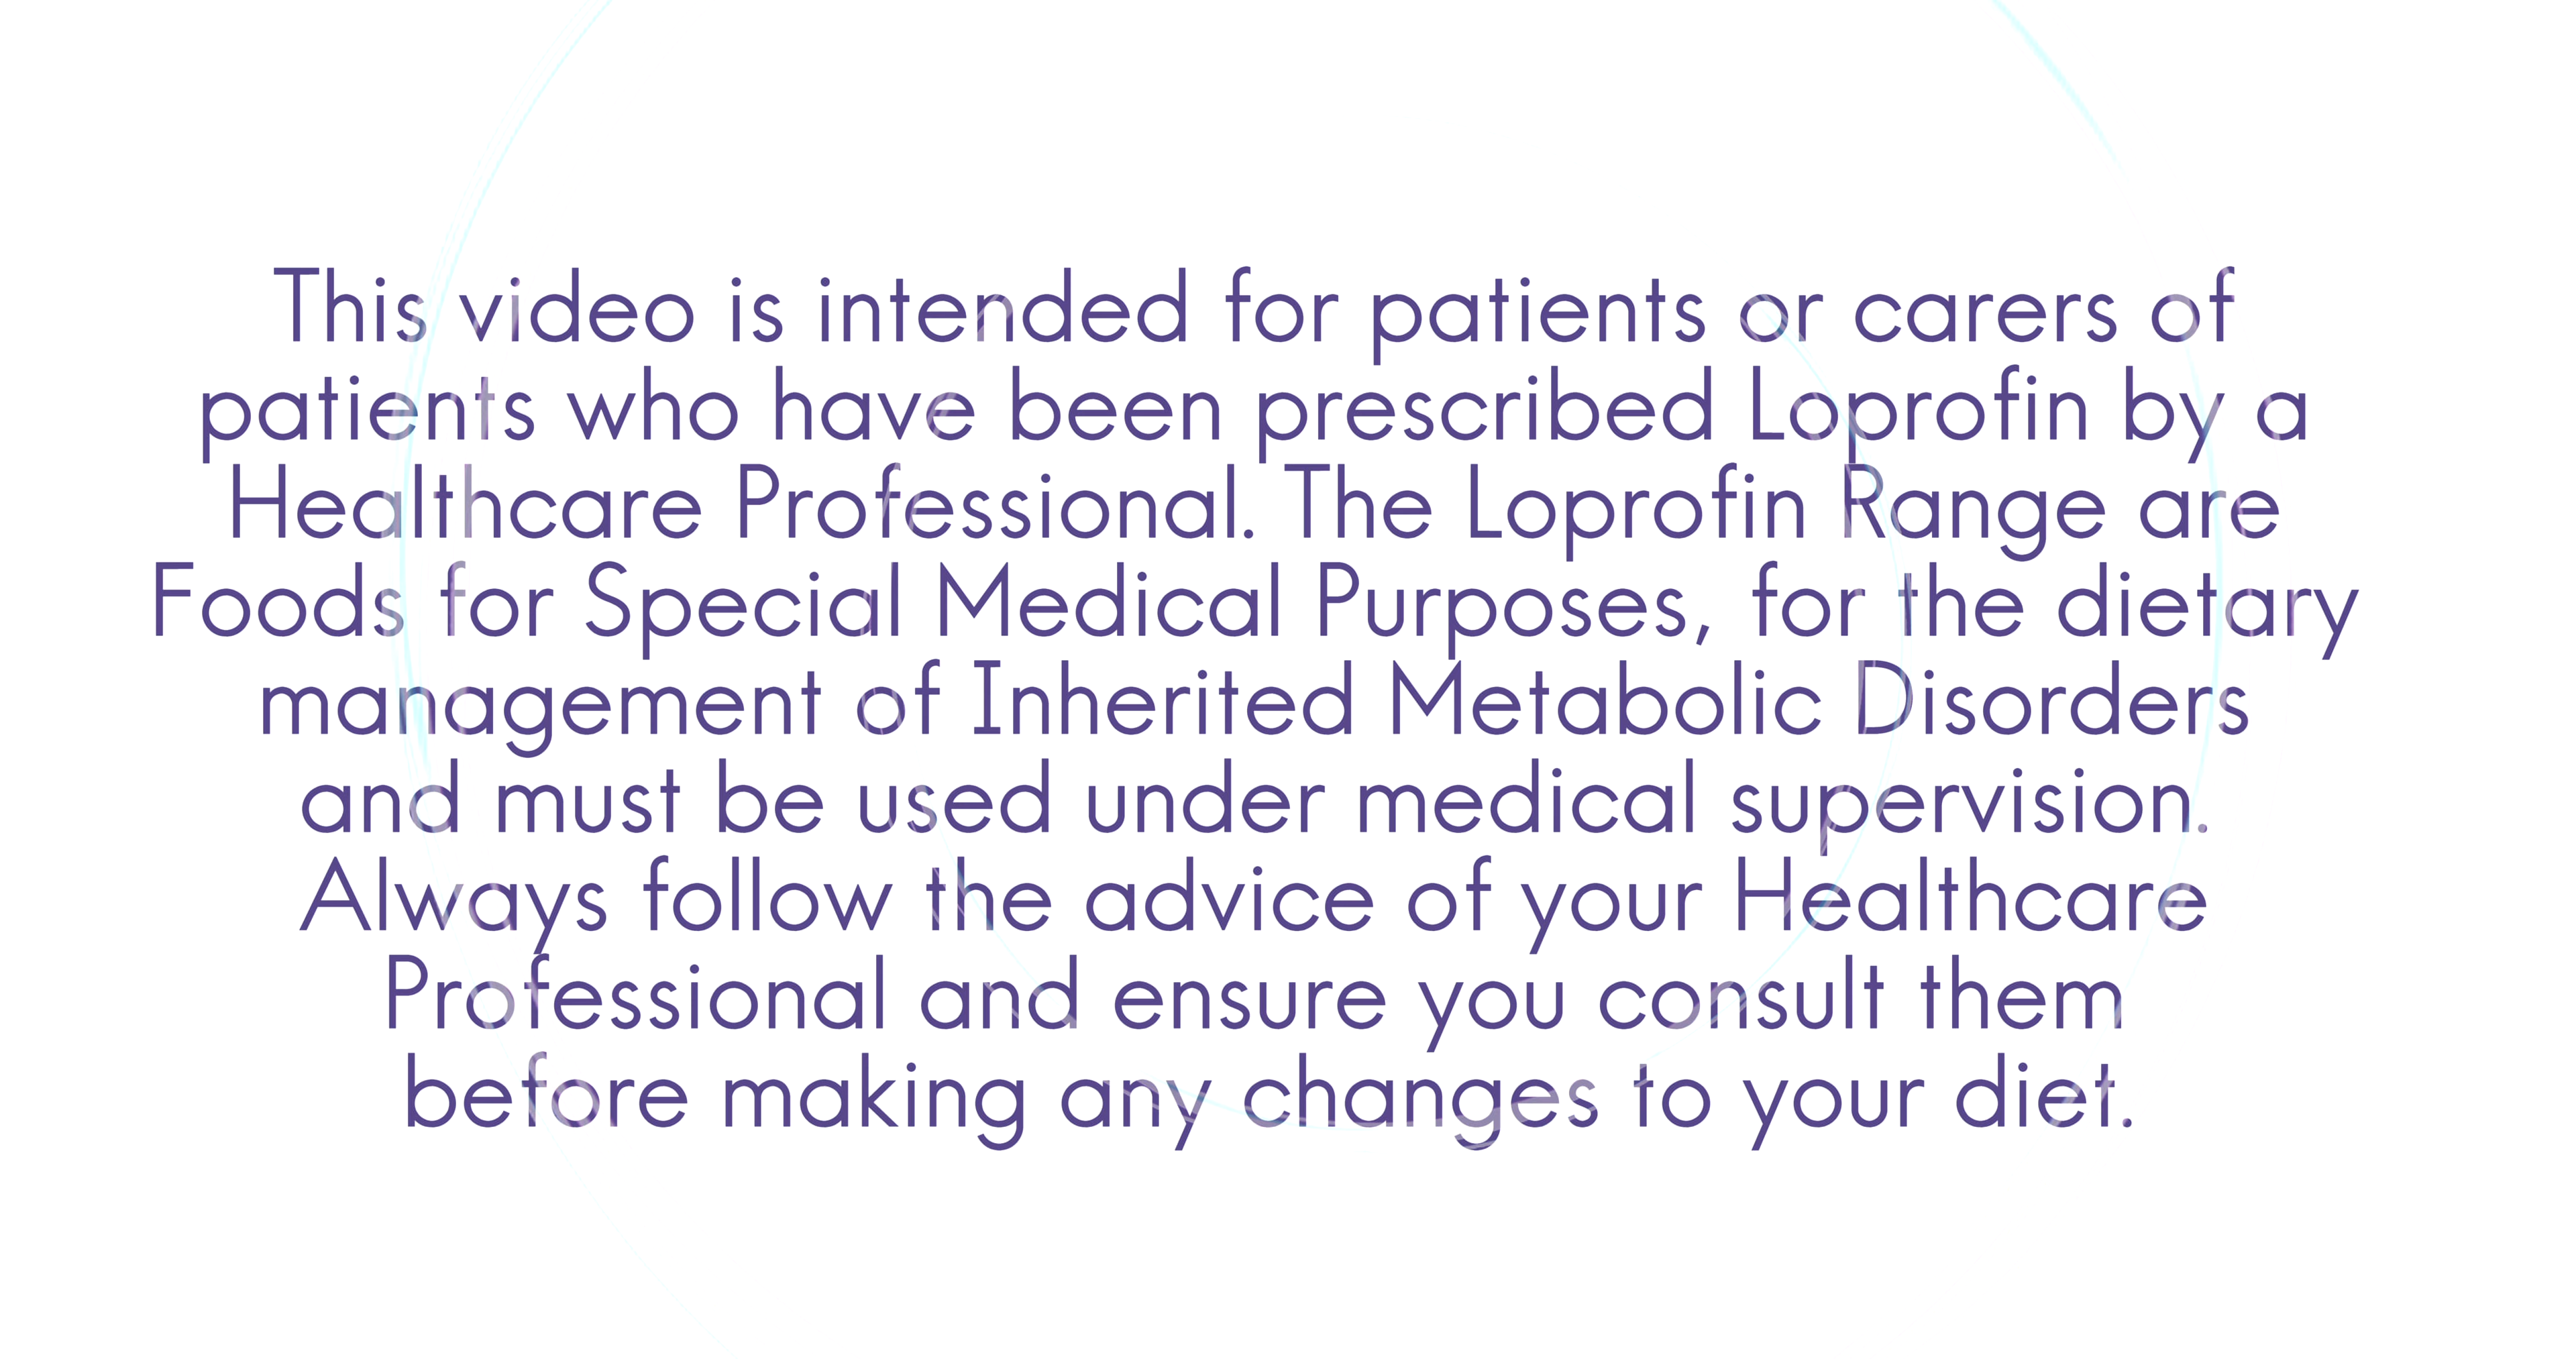 This video is intended for patients or carers of
patients who have been prescribed Loprofin by a
Healthcare Professional. The Loprofin Range are
Foods for Special Medical Purposes, for the dietary
management of Inherited Metabolic Disorders
and must be used under medical supervision.
Always follow the advice of your Healthcare
Professional and ensure you consult them
before making any changes to your diet.